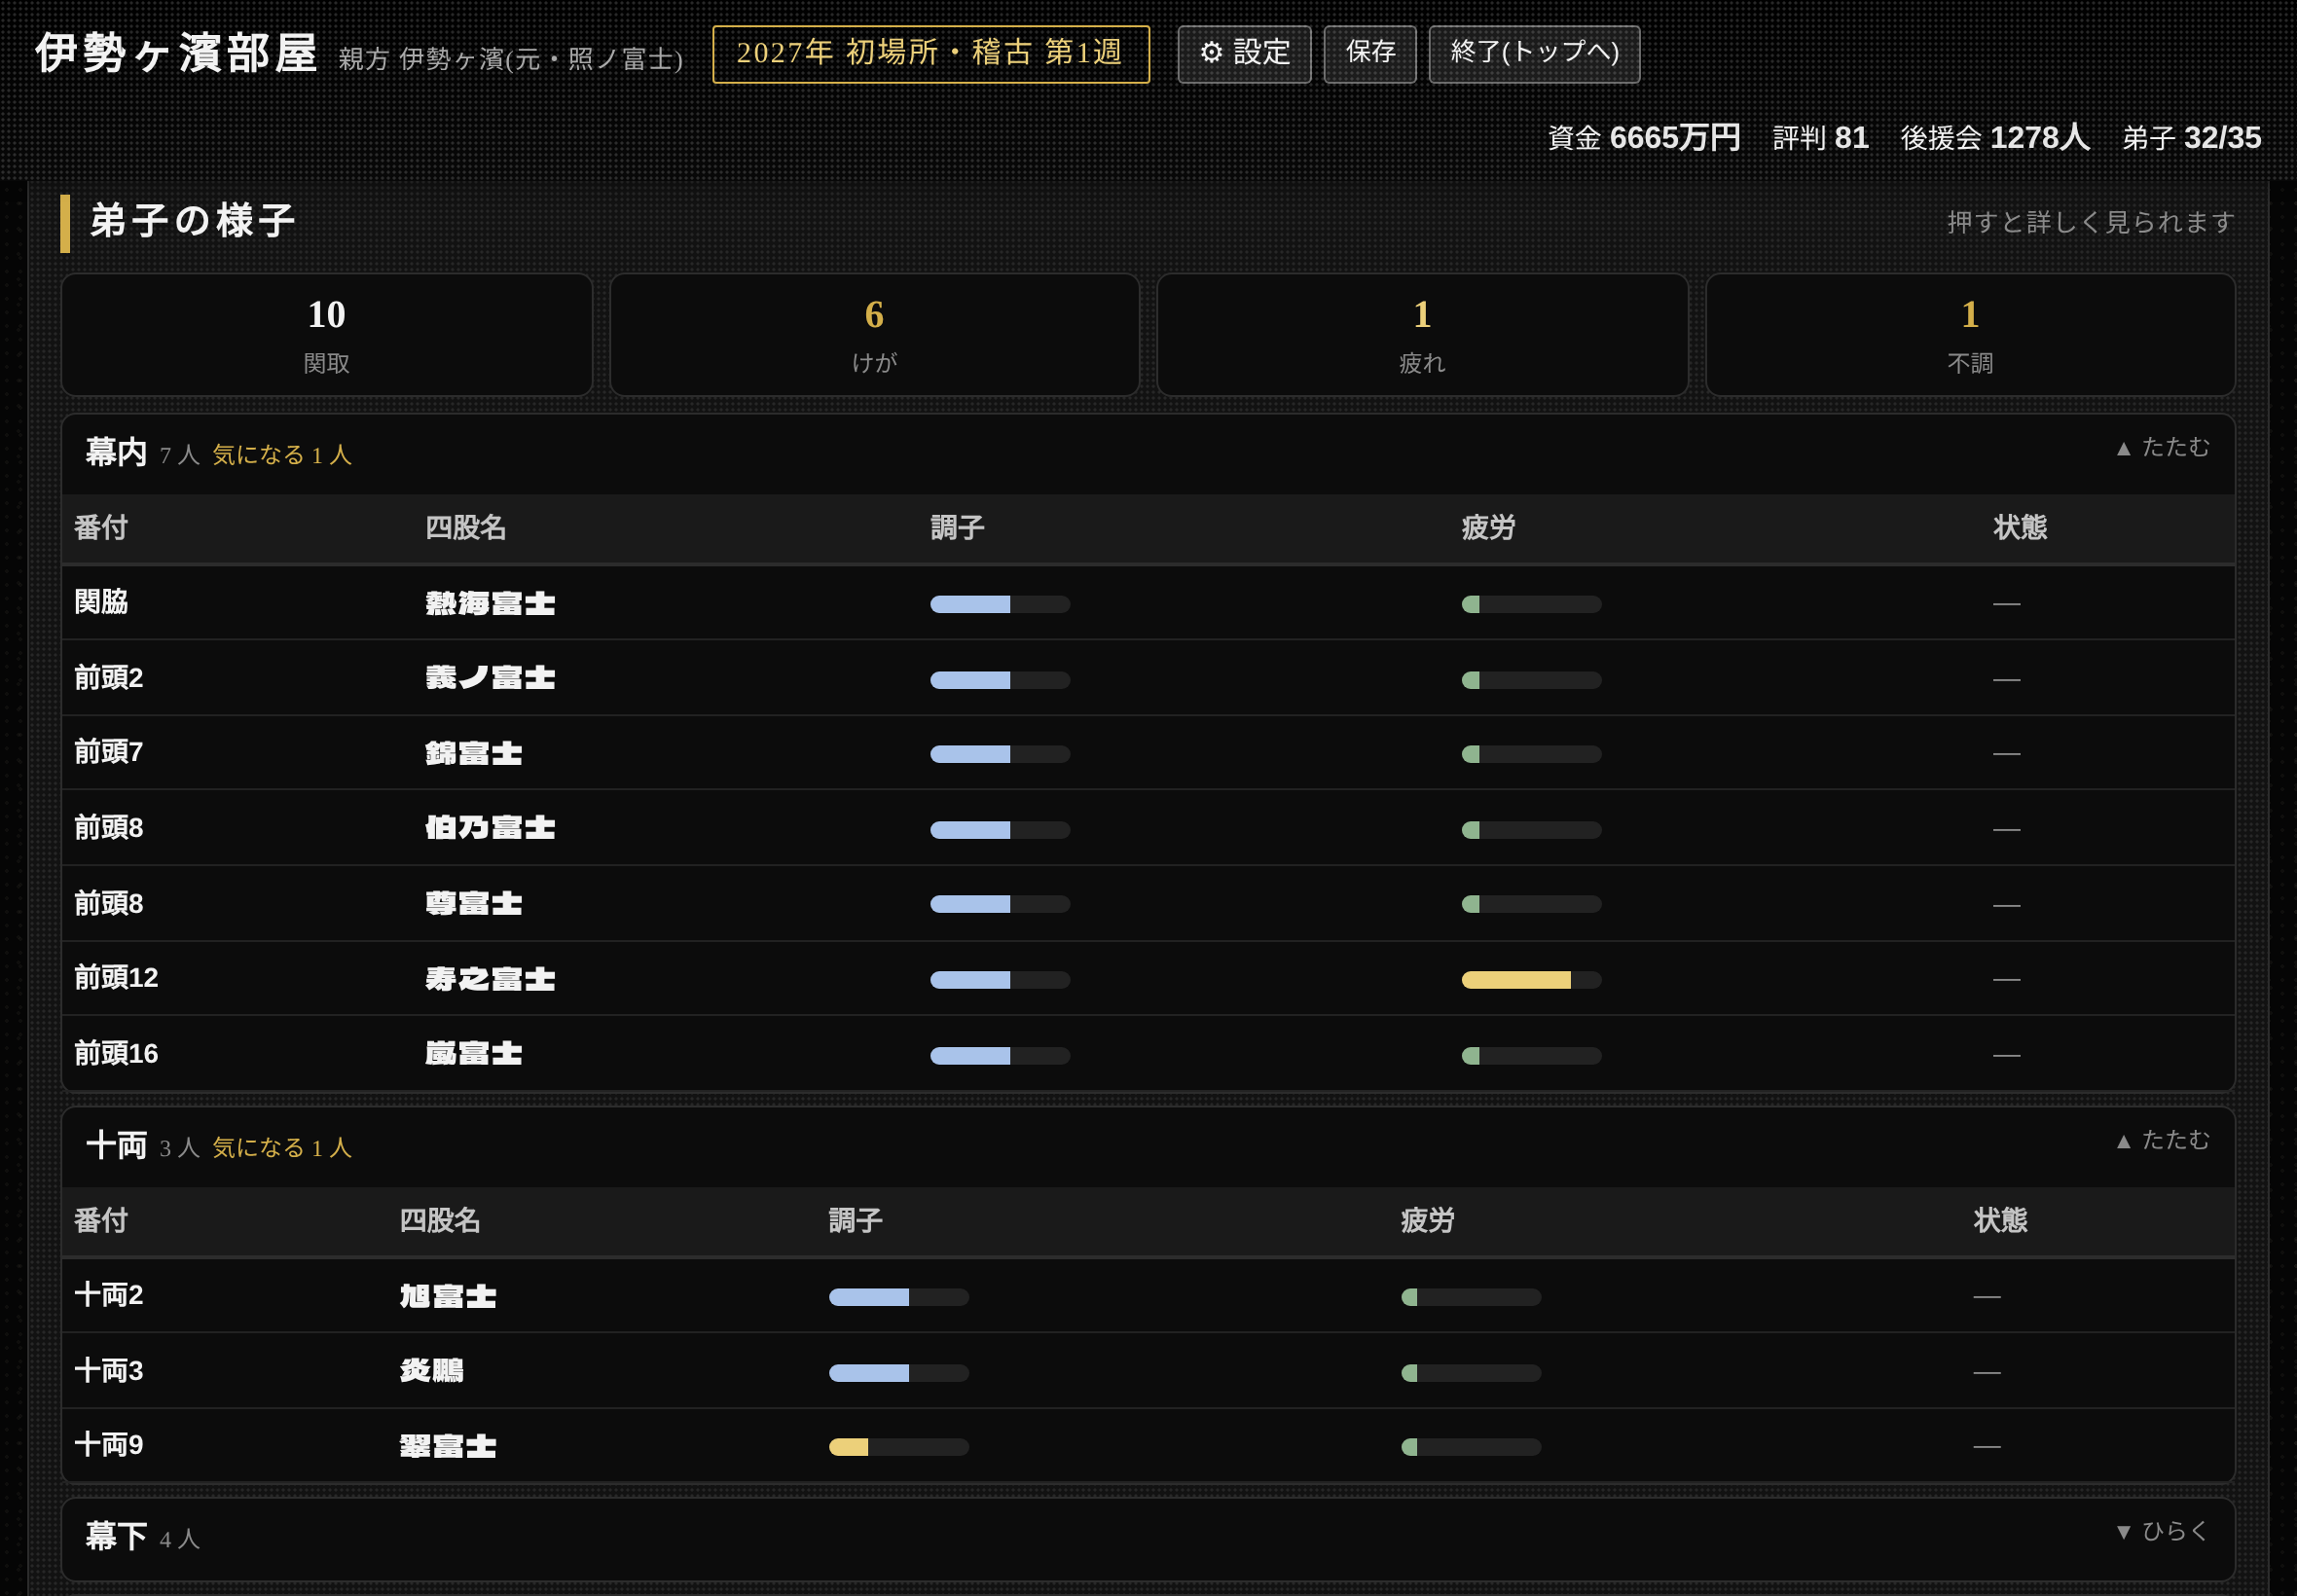 伊勢ヶ濱部屋 親方 伊勢ヶ濱(元・照ノ富士) 2027年 初場所・稽古 第1週 ⚙ 設定 保存 終了(トップへ)
資金 6665万円 評判 81 後援会 1278人 弟子 32/35
弟子の様子 押すと詳しく見られます
10 6 1 1
関取 けが 疲れ 不調
幕内 7人 気になる 1人 ▲ たたむ
番付 四股名 調子 疲労 状態
関脇 熱海富士 —
前頭2 義ノ富士 —
前頭7 錦富士 —
前頭8 伯乃富士 —
前頭8 尊富士 —
前頭12 寿之富士 —
前頭16 嵐富士 —
十両 3人 気になる 1人 ▲ たたむ
番付 四股名 調子 疲労 状態
十両2 旭富士 —
十両3 炎鵬 —
十両9 翠富士 —
幕下 4人 ▼ ひらく